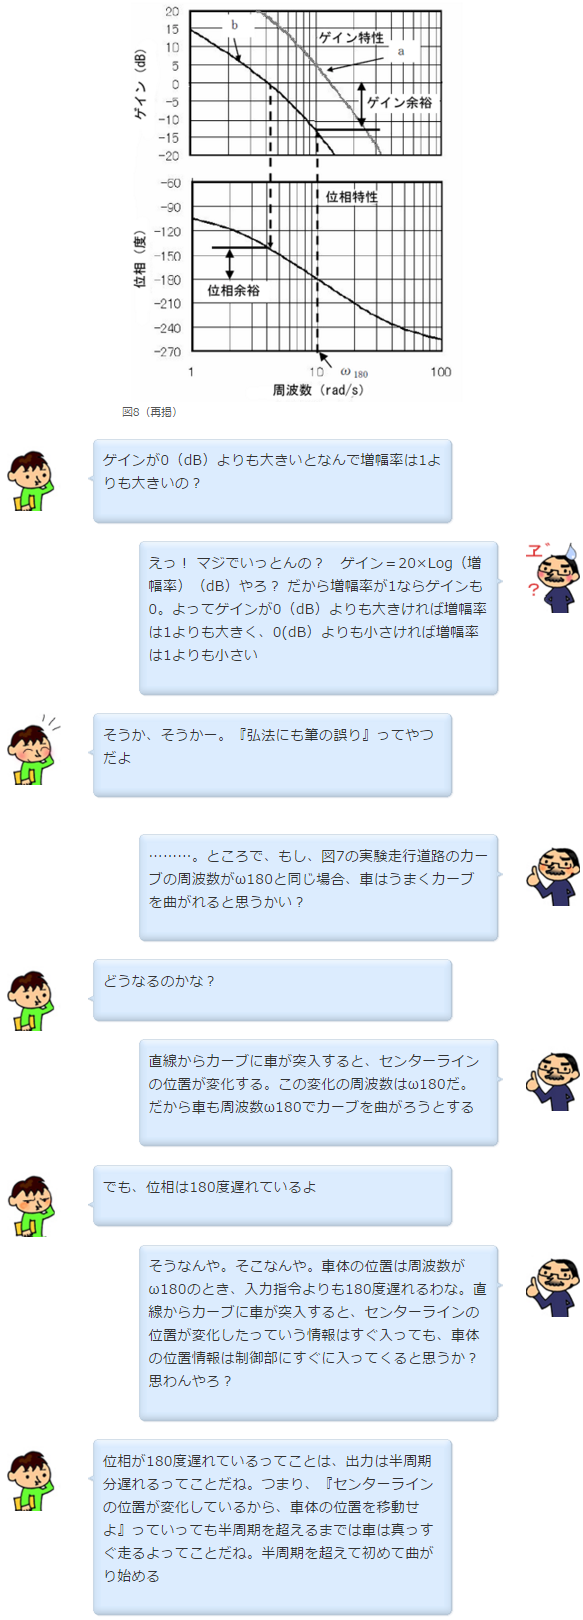 20
15
10
5
0
-5
-10
-15
-20
ゲイン（dB）
b
ゲイン特性
a
ゲイン余裕
-60
-90
-120
-150
-180
-210
-240
-270
位相（度）
位相特性
位相余裕
1
10
100
ω180
周波数（rad/s）
図8（再掲）
ゲインが0（dB）よりも大きいとなんで増幅率は1よ
りも大きいの？
えっ！ マジでいっとんの？　ゲイン＝20×Log（増
幅率）（dB）やろ？ だから増幅率が1ならゲインも
0。よってゲインが0（dB）よりも大きければ増幅率
は1よりも大きく、0(dB）よりも小さければ増幅率
は1よりも小さい
エ゛
？
そうか、そうかー。『弘法にも筆の誤り』ってやつ
だよ
………。ところで、もし、図7の実験走行道路のカー
ブの周波数がω180と同じ場合、車はうまくカーブ
を曲がれると思うかい？
どうなるのかな？
直線からカーブに車が突入すると、センターライン
の位置が変化する。この変化の周波数はω180だ。
だから車も周波数ω180でカーブを曲がろうとする
でも、位相は180度遅れているよ
そうなんや。そこなんや。車体の位置は周波数が
ω180のとき、入力指令よりも180度遅れるわな。直
線からカーブに車が突入すると、センターラインの
位置が変化したっていう情報はすぐ入っても、車体
の位置情報は制御部にすぐに入ってくると思うか？
思わんやろ？
位相が180度遅れているってことは、出力は半周期
分遅れるってことだね。つまり、『センターライン
の位置が変化しているから、車体の位置を移動せ
よ』っていっても半周期を超えるまでは車は真っす
ぐ走るよってことだね。半周期を超えて初めて曲が
り始める